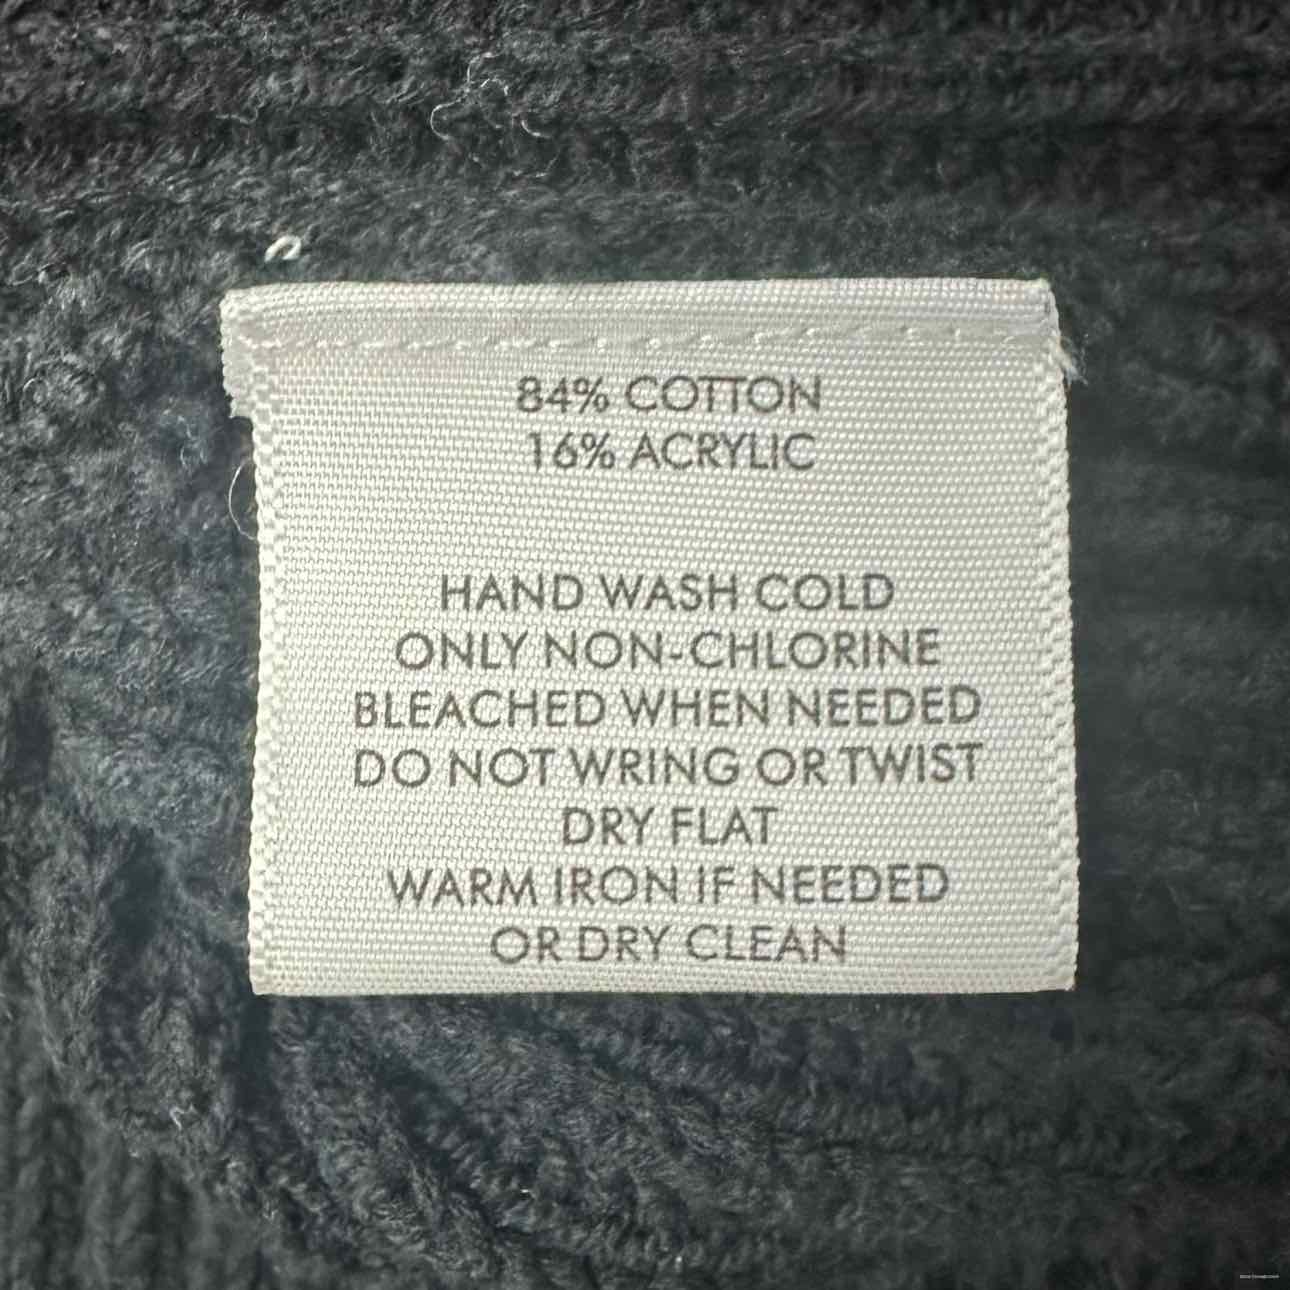 84% COTTON
16% ACRYLIC
HAND WASH COLD
ONLY NON-CHLORINE
BLEACHED WHEN NEEDED
DO NOT WRING OR TWIST
DRY FLAT
WARM IRON IF NEEDED
OR DRY CLEAN